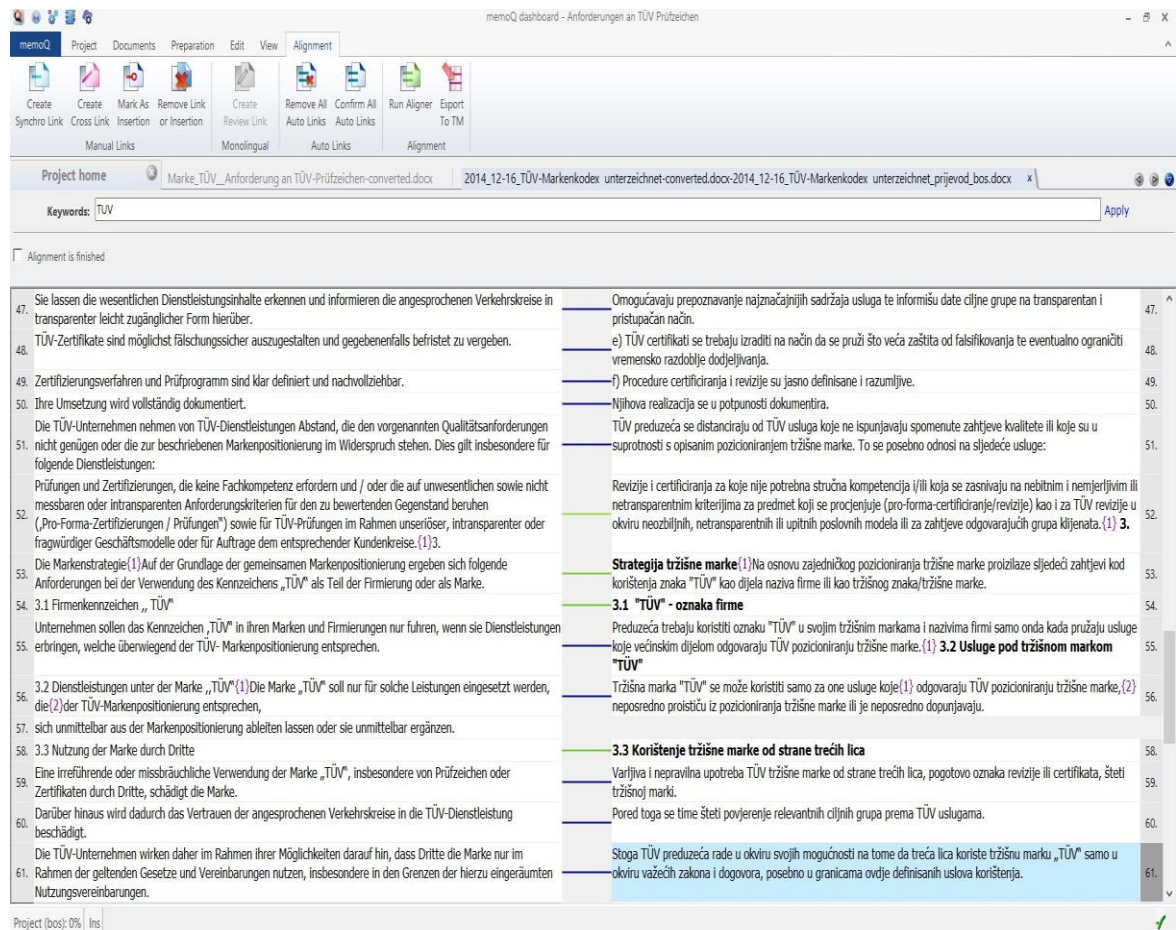 memoQ dashboard - Anforderungen an TÜV Prüfzeichen
memoQ Project Documents Preparation Edit View Alignment
Create Synchro Link
Create Cross Link
Mark As Insertion
Remove Link or Insertion
Create Review Link
Remove All Auto Links
Confirm All Auto Links
Run Aligner
Export To TM
Manual Links Monolingual Auto Links Alignment
Project home Marke_TÜV__Anforderung an TÜV-Prüfzeichen-converted.docx 2014_12-16_TÜV-Markenkodex unterzeichnet-converted.docx-2014_12-16_TÜV-Markenkodex unterzeichnet_prijevod_bos.docx x
Keywords: TUV Apply
Alignment is finished
47. Sie lassen die wesentlichen Dienstleistungsinhalte erkennen und informieren die angesprochenen Verkehrskreise in
transparenter leicht zugänglicher Form hierüber.
Omogućavaju prepoznavanje najznačajnijih sadržaja usluga te informišu date ciljne grupe na transparentan i
pristupačan način. 47.
48. TÜV-Zertifikate sind möglichst fälschungssicher auszugestalten und gegebenenfalls befristet zu vergeben.
e) TÜV certifikati se trebaju izraditi na način da se pruži što veća zaštita od falsifikovanja te eventualno ograničiti
vremensko razdoblje dodjeljivanja. 48.
49. Zertifizierungsverfahren und Prüfprogramm sind klar definiert und nachvollziehbar.
f) Procedure certificiranja i revizije su jasno definisane i razumljive. 49.
50. Ihre Umsetzung wird vollständig dokumentiert.
Njihova realizacija se u potpunosti dokumentira. 50.
51. Die TÜV-Unternehmen nehmen von TÜV-Dienstleistungen Abstand, die den vorgenannten Qualitätsanforderungen
nicht genügen oder die zur beschriebenen Markenpositionierung im Widerspruch stehen. Dies gilt insbesondere für
folgende Dienstleistungen:
TÜV preduzeća se distanciraju od TÜV usluga koje ne ispunjavaju spomenute zahtjeve kvalitete ili koje su u
suprotnosti s opisanim pozicioniranjem tržišne marke. To se posebno odnosi na sljedeće usluge: 51.
52. Prüfungen und Zertifizierungen, die keine Fachkompetenz erfordern und / oder die auf unwesentlichen sowie nicht
messbaren oder intransparenten Anforderungskriterien für den zu bewertenden Gegenstand beruhen
(„Pro-Forma-Zertifizierungen / Prüfungen") sowie für TÜV-Prüfungen im Rahmen unseriöser, intransparenter oder
fragwürdiger Geschäftsmodelle oder für Auftrage dem entsprechender Kundenkreise.{1}3.
Revizije i certificiranja za koje nije potrebna stručna kompetencija i/ili koja se zasnivaju na nebitnim i nemjerljivim ili
netransparentnim kriterijima za predmet koji se procjenjuje (pro-forma-certificiranje/revizije) kao i za TÜV revizije u
okviru neozbiljnih, netransparentnih ili upitnih poslovnih modela ili za zahtjeve odgovarajućih grupa klijenata.{1} 3. 52.
53. Die Markenstrategie{1}Auf der Grundlage der gemeinsamen Markenpositionierung ergeben sich folgende
Anforderungen bei der Verwendung des Kennzeichens „TÜV" als Teil der Firmierung oder als Marke.
Strategija tržišne marke{1}Na osnovu zajedničkog pozicioniranja tržišne marke proizilaze sljedeći zahtjevi kod
korištenja znaka "TÜV" kao dijela naziva firme ili kao tržišnog znaka/tržišne marke. 53.
54. 3.1 Firmenkennzeichen ,, TÜV"
3.1 "TÜV" - oznaka firme 54.
55. Unternehmen sollen das Kennzeichen ,TÜV" in ihren Marken und Firmierungen nur fuhren, wenn sie Dienstleistungen
erbringen, welche überwiegend der TÜV- Markenpositionierung entsprechen.
Preduzeća trebaju koristiti oznaku "TÜV" u svojim tržišnim markama i nazivima firmi samo onda kada pružaju usluge
koje većinskim dijelom odgovaraju TÜV pozicioniranju tržišne marke.{1} 3.2 Usluge pod tržišnom markom
"TÜV" 55.
56. 3.2 Dienstleistungen unter der Marke ,,TÜV"{1}Die Marke „TÜV" soll nur für solche Leistungen eingesetzt werden,
die{2}der TÜV-Markenpositionierung entsprechen,
Tržišna marka "TÜV" se može koristiti samo za one usluge koje{1} odgovaraju TÜV pozicioniranju tržišne marke,{2}
neposredno proističu iz pozicioniranja tržišne marke ili je neposredno dopunjavaju. 56.
57. sich unmittelbar aus der Markenpositionierung ableiten lassen oder sie unmittelbar ergänzen.
58. 3.3 Nutzung der Marke durch Dritte
3.3 Korištenje tržišne marke od strane trećih lica 58.
59. Eine irreführende oder missbräuchliche Verwendung der Marke „TÜV", insbesondere von Prüfzeichen oder
Zertifikaten durch Dritte, schädigt die Marke.
Varljiva i nepravilna upotreba TÜV tržišne marke od strane trećih lica, pogotovo oznaka revizije ili certifikata, šteti
tržišnoj marki. 59.
60. Darüber hinaus wird dadurch das Vertrauen der angesprochenen Verkehrskreise in die TÜV-Dienstleistung
beschädigt.
Pored toga se time šteti povjerenje relevantnih ciljnih grupa prema TÜV uslugama. 60.
61. Die TÜV-Unternehmen wirken daher im Rahmen ihrer Möglichkeiten darauf hin, dass Dritte die Marke nur im
Rahmen der geltenden Gesetze und Vereinbarungen nutzen, insbesondere in den Grenzen der hierzu eingeräumten
Nutzungsvereinbarungen.
Stoga TÜV preduzeća rade u okviru svojih mogućnosti na tome da treća lica koriste tržišnu marku „TÜV" samo u
okviru važećih zakona i dogovora, posebno u granicama ovdje definisanih uslova korištenja. 61.
Project (bos): 0% Ins